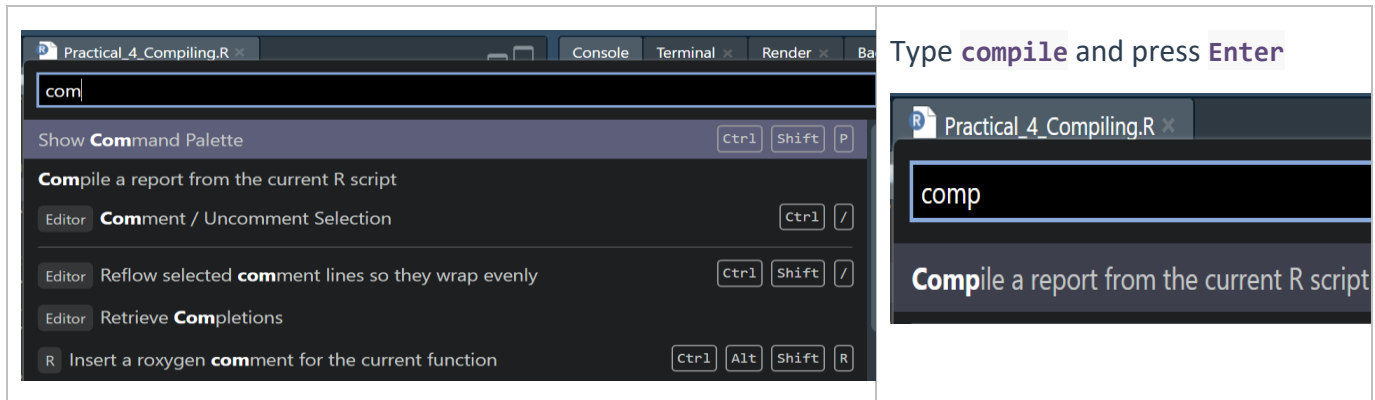 Practical_4_Compiling.R × Console Terminal × Render × Ba
com
Show Command Palette Ctrl Shift P
Compile a report from the current R script
Editor Comment / Uncomment Selection Ctrl /
Editor Reflow selected comment lines so they wrap evenly Ctrl Shift /
Editor Retrieve Completions
R Insert a roxygen comment for the current function Ctrl Alt Shift R
Type compile and press Enter
Practical_4_Compiling.R ×
comp
Compile a report from the current R script